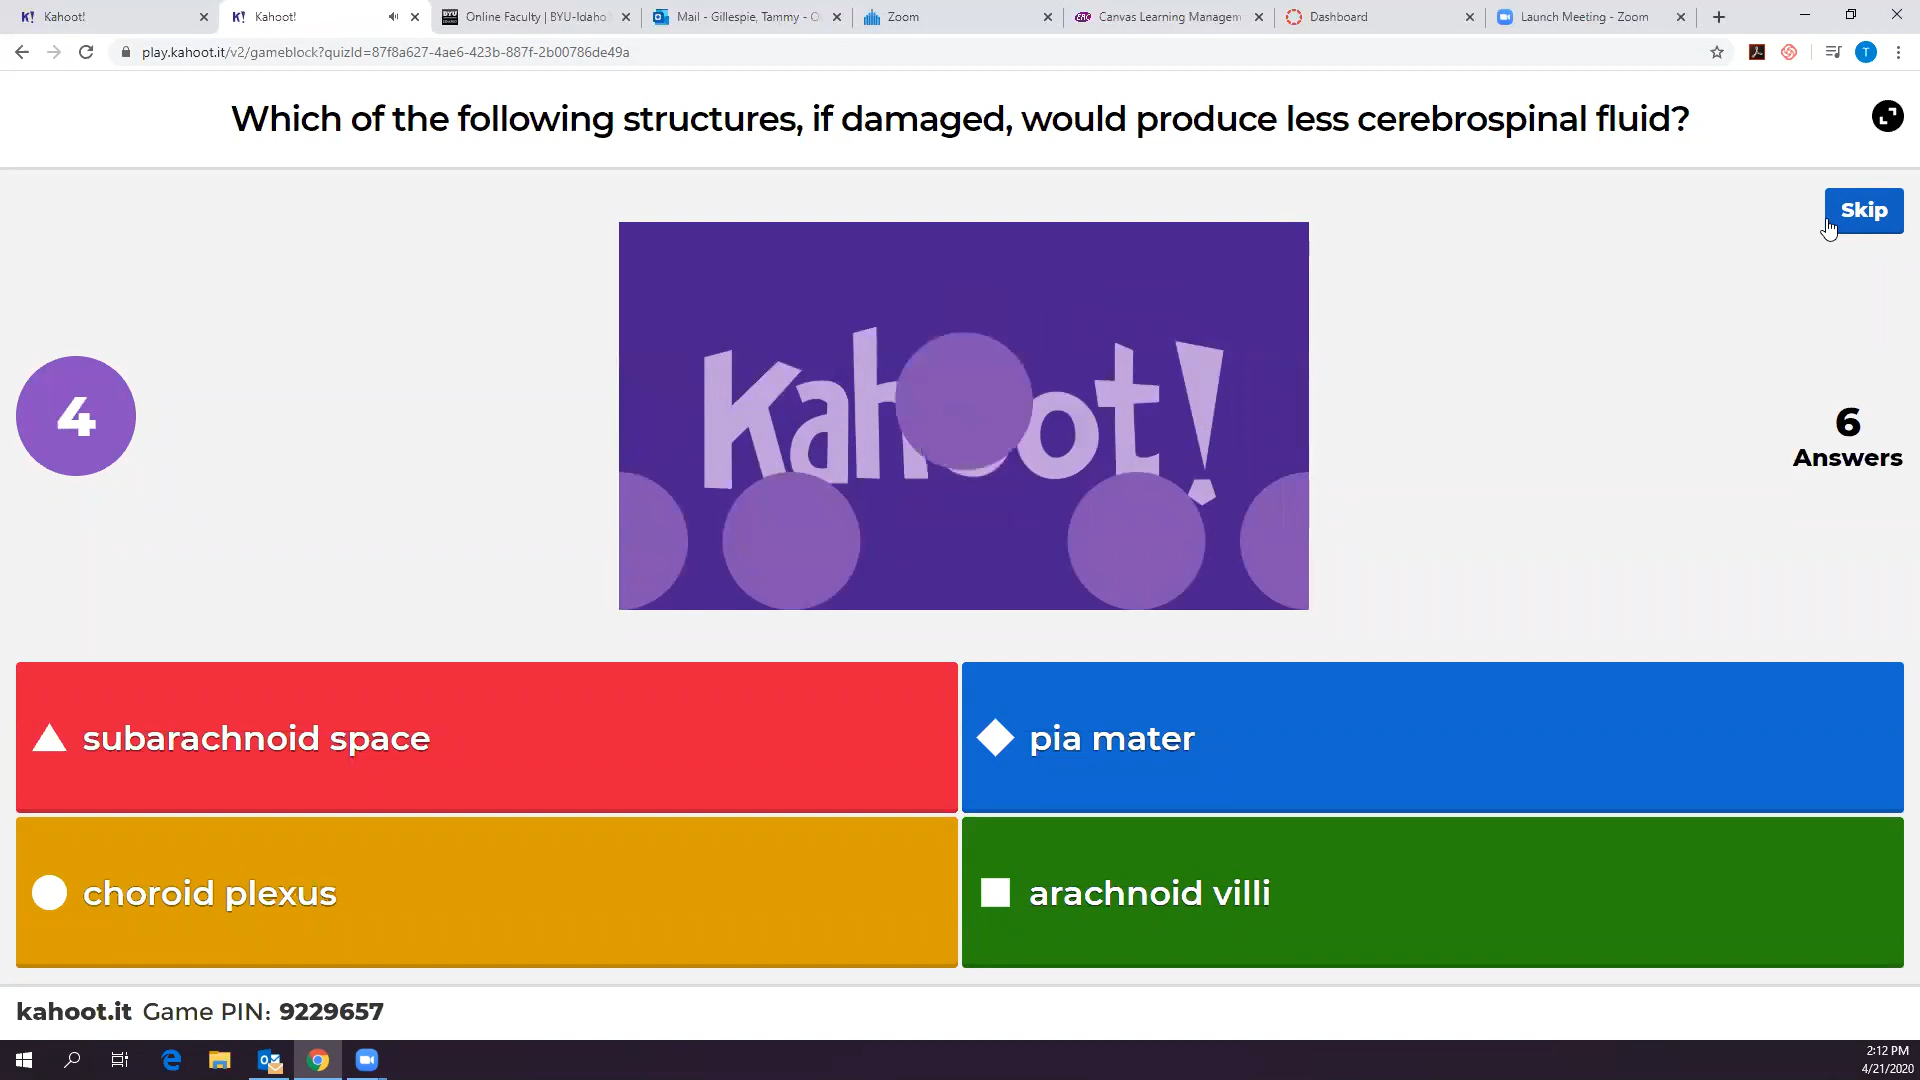 Kahoot!
Kahoot!
Online Faculty | BYU-Idaho
Mail - Gillespie, Tammy - O
Zoom
Canvas Learning Managem
Dashboard
Launch Meeting - Zoom
play.kahoot.it/v2/gameblock?quizId=87f8a627-4ae6-423b-887f-2b00786de49a
T
Which of the following structures, if damaged, would produce less cerebrospinal fluid?
Skip
Kahoot!
4
6
Answers
subarachnoid space
pia mater
choroid plexus
arachnoid villi
kahoot.it Game PIN: 9229657
2:12 PM
4/21/2020